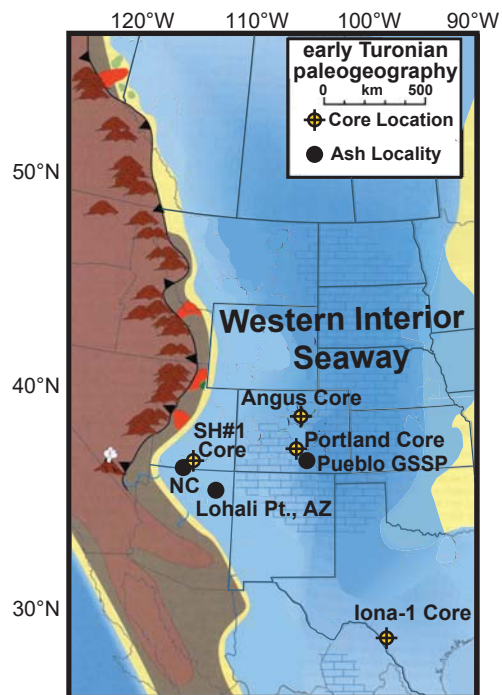 120°W 110°W 100°W 90°W
early Turonian
paleogeography
0 km 500
Core Location
Ash Locality
50°N
Western Interior
Seaway
40°N
Angus Core
SH#1
Core
Portland Core
Pueblo GSSP
NC
Lohali Pt., AZ
30°N
Iona-1 Core